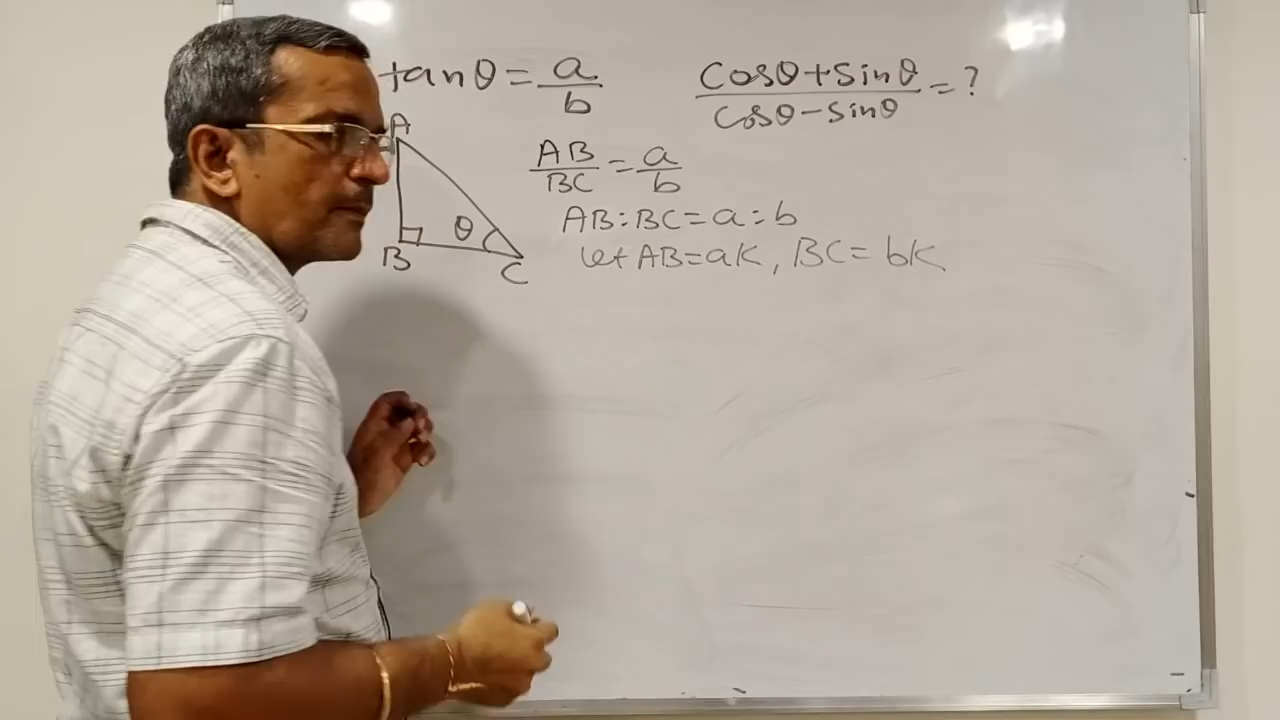 tanθ = a/b
(cosθ + sinθ)/(cosθ - sinθ) = ?
A
B
C
θ
AB/BC = a/b
AB : BC = a : b
let AB = ak, BC = bk